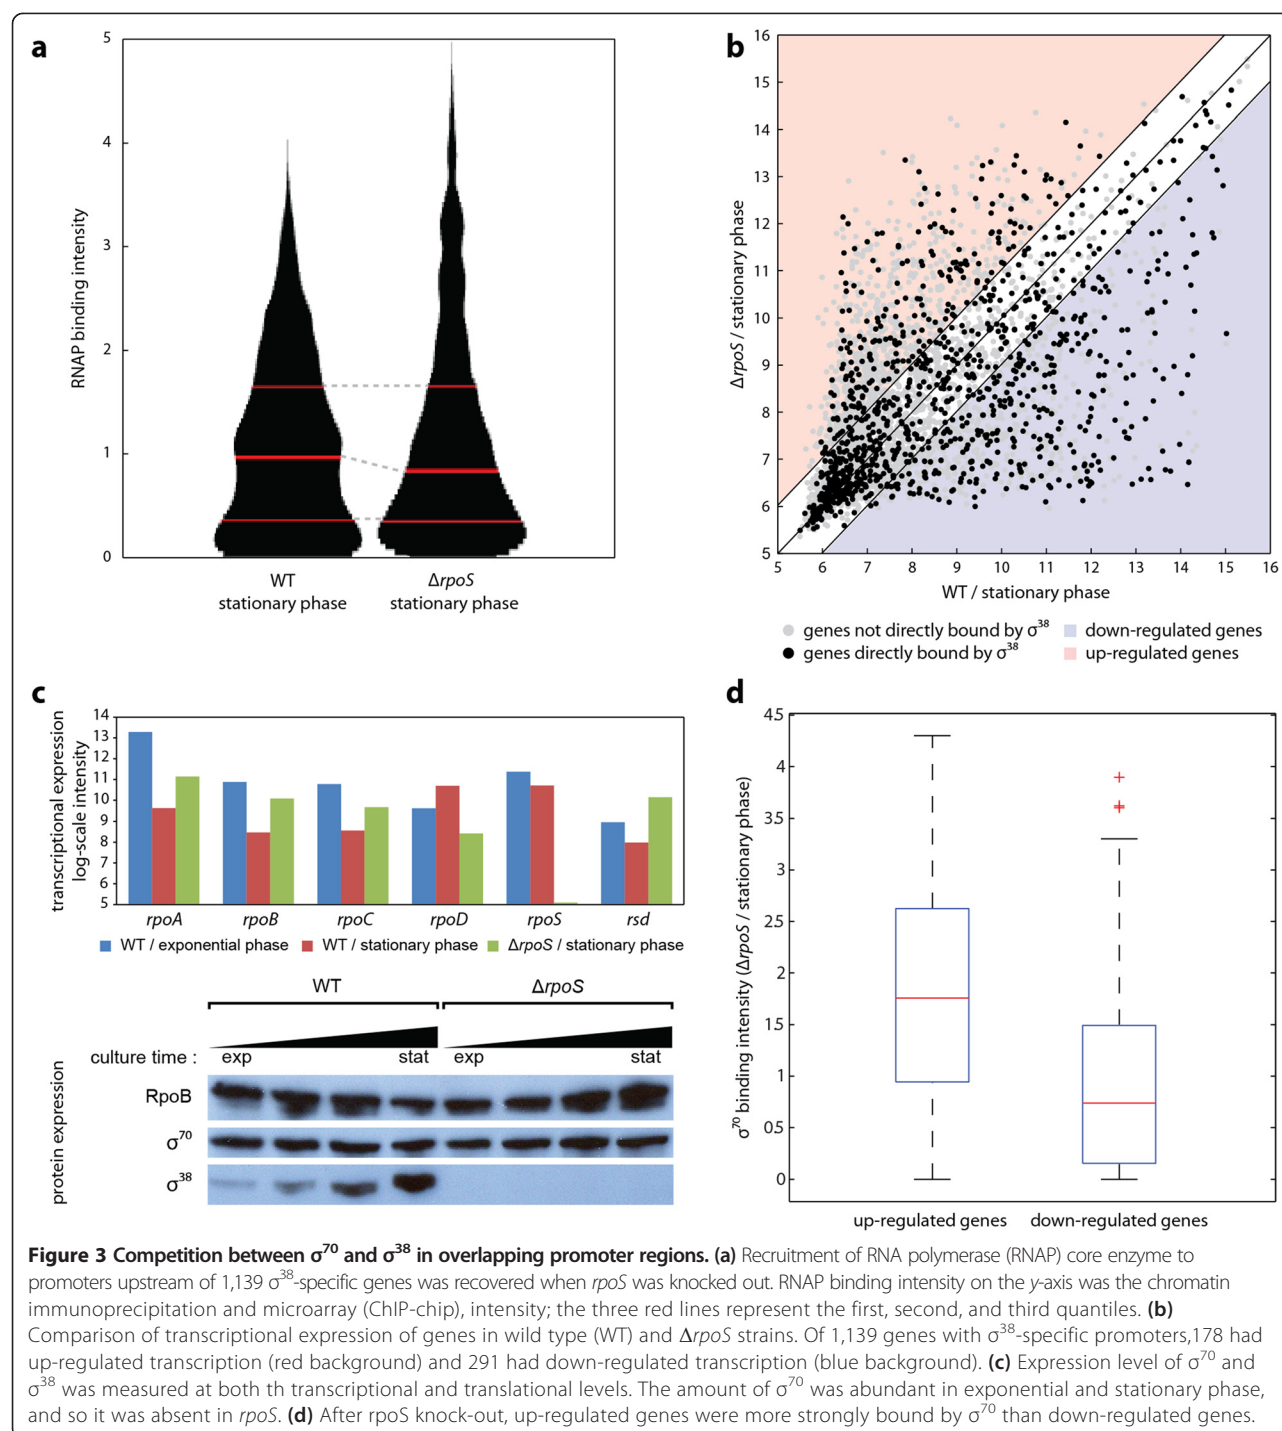 a
5
4
3
2
1
0
RNAP binding intensity
WT
stationary phase
ΔrpoS
stationary phase
b
16
15
14
13
12
11
10
9
8
7
6
5
ΔrpoS / stationary phase
5 6 7 8 9 10 11 12 13 14 15 16
WT / stationary phase
genes not directly bound by σ38
down-regulated genes
genes directly bound by σ38
up-regulated genes
c
transcriptional expression
log-scale intensity
14
13
11
10
9
8
7
6
5
rpoA rpoB rpoC rpoD rpoS rsd
WT / exponential phase WT / stationary phase ΔrpoS / stationary phase
WT ΔrpoS
culture time : exp stat exp stat
protein expression
RpoB
σ70
σ38
d
45
4
35
3
25
2
15
1
05
0
σ70 binding intensity (ΔrpoS / stationary phase)
up-regulated genes down-regulated genes
Figure 3 Competition between σ70 and σ38 in overlapping promoter regions. (a) Recruitment of RNA polymerase (RNAP) core enzyme to
promoters upstream of 1,139 σ38-specific genes was recovered when rpoS was knocked out. RNAP binding intensity on the y-axis was the chromatin
immunoprecipitation and microarray (ChIP-chip), intensity; the three red lines represent the first, second, and third quantiles. (b)
Comparison of transcriptional expression of genes in wild type (WT) and ΔrpoS strains. Of 1,139 genes with σ38-specific promoters,178 had
up-regulated transcription (red background) and 291 had down-regulated transcription (blue background). (c) Expression level of σ70 and
σ38 was measured at both th transcriptional and translational levels. The amount of σ70 was abundant in exponential and stationary phase,
and so it was absent in rpoS. (d) After rpoS knock-out, up-regulated genes were more strongly bound by σ70 than down-regulated genes.